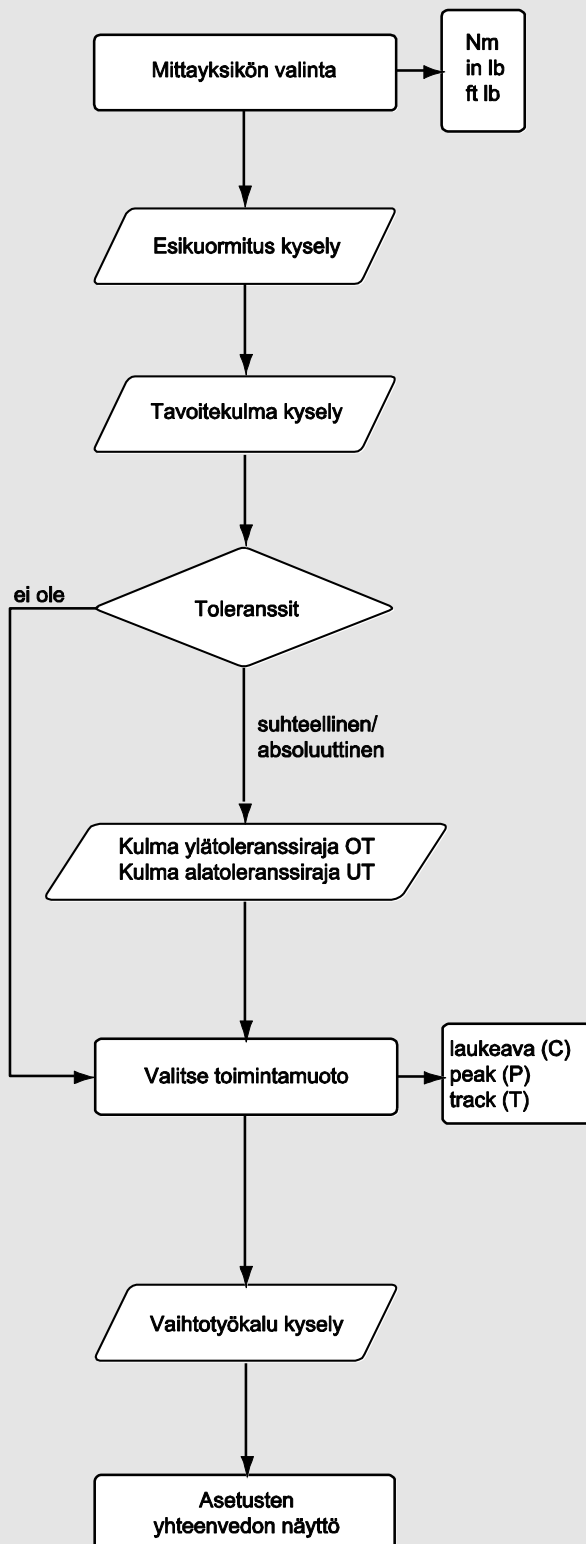 Mittayksikön valinta
Nm
in lb
ft lb
Esikuormitus kysely
Tavoitekulma kysely
ei ole
Toleranssit
suhteellinen/
absoluuttinen
Kulma ylätoleranssiraja OT
Kulma alatoleranssiraja UT
Valitse toimintamuoto
laukeava (C)
peak (P)
track (T)
Vaihtotyökalu kysely
Asetusten
yhteenvedon näyttö